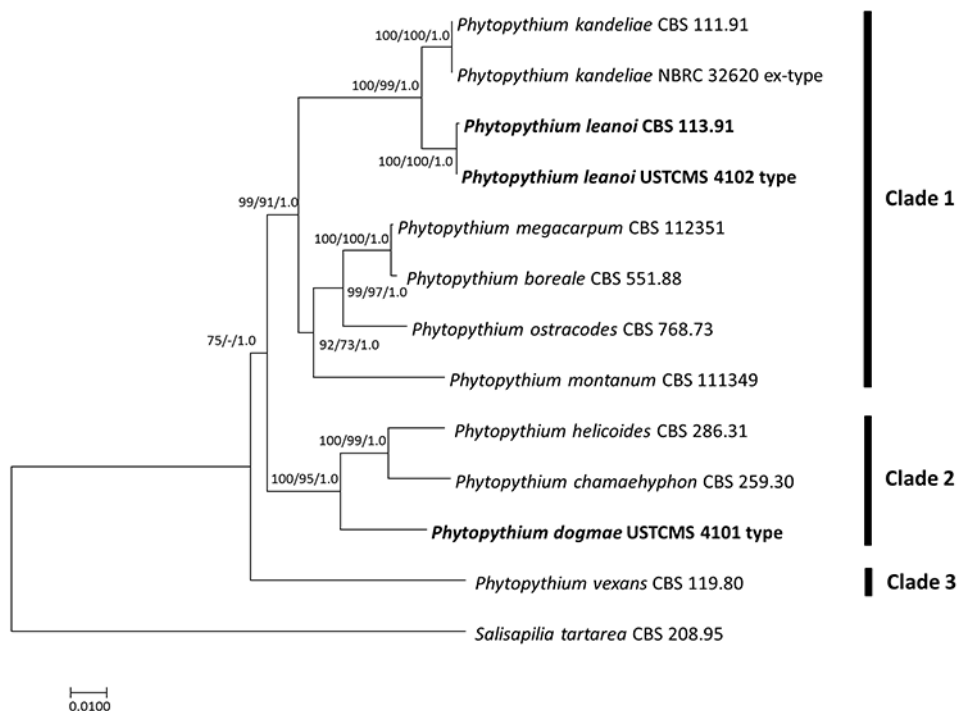 Phytopythium kandeliae CBS 111.91
100/100/1.0
Phytopythium kandeliae NBRC 32620 ex-type
100/99/1.0
Phytopythium leanoi CBS 113.91
100/100/1.0
Phytopythium leanoi USTCMS 4102 type
Clade 1
99/91/1.0
Phytopythium megacarpum CBS 112351
100/100/1.0
Phytopythium boreale CBS 551.88
99/97/1.0
Phytopythium ostracodes CBS 768.73
75/-/1.0
92/73/1.0
Phytopythium montanum CBS 111349
Phytopythium helicoides CBS 286.31
100/99/1.0
Phytopythium chamaehyphon CBS 259.30
Clade 2
100/95/1.0
Phytopythium dogmae USTCMS 4101 type
Phytopythium vexans CBS 119.80
Clade 3
Salisapilia tartarea CBS 208.95
0.0100